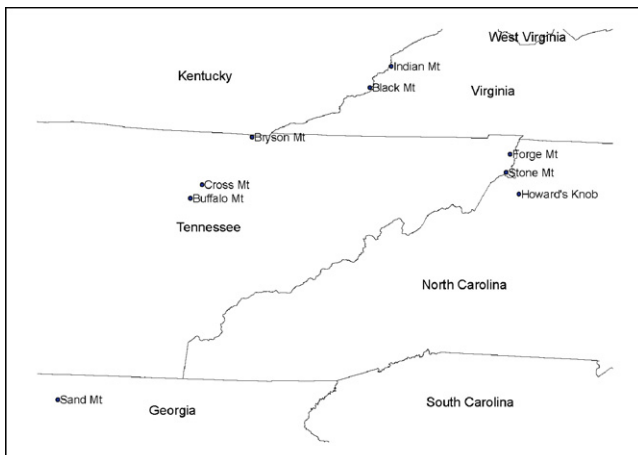 West Virginia
Indian Mt
Kentucky
Black Mt
Virginia
Bryson Mt
Forge Mt
Stone Mt
Cross Mt
Howard's Knob
Buffalo Mt
Tennessee
North Carolina
Sand Mt
Georgia
South Carolina